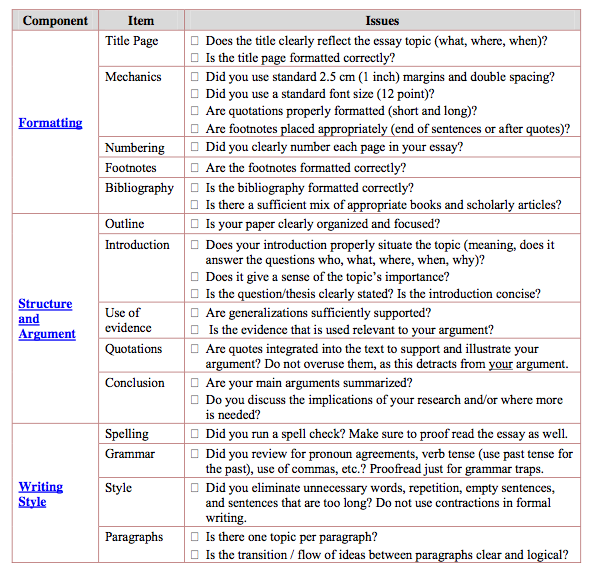 Component Item Issues
Formatting
Title Page
Does the title clearly reflect the essay topic (what, where, when)?
Is the title page formatted correctly?
Mechanics
Did you use standard 2.5 cm (1 inch) margins and double spacing?
Did you use a standard font size (12 point)?
Are quotations properly formatted (short and long)?
Are footnotes placed appropriately (end of sentences or after quotes)?
Numbering
Did you clearly number each page in your essay?
Footnotes
Are the footnotes formatted correctly?
Bibliography
Is the bibliography formatted correctly?
Is there a sufficient mix of appropriate books and scholarly articles?
Structure
and
Argument
Outline
Is your paper clearly organized and focused?
Introduction
Does your introduction properly situate the topic (meaning, does it
answer the questions who, what, where, when, why)?
Does it give a sense of the topic's importance?
Is the question/thesis clearly stated? Is the introduction concise?
Use of
evidence
Are generalizations sufficiently supported?
Is the evidence that is used relevant to your argument?
Quotations
Are quotes integrated into the text to support and illustrate your
argument? Do not overuse them, as this detracts from your argument.
Conclusion
Are your main arguments summarized?
Do you discuss the implications of your research and/or where more
is needed?
Writing
Style
Spelling
Did you run a spell check? Make sure to proof read the essay as well.
Grammar
Did you review for pronoun agreements, verb tense (use past tense for
the past), use of commas, etc.? Proofread just for grammar traps.
Style
Did you eliminate unnecessary words, repetition, empty sentences,
and sentences that are too long? Do not use contractions in formal
writing.
Paragraphs
Is there one topic per paragraph?
Is the transition / flow of ideas between paragraphs clear and logical?